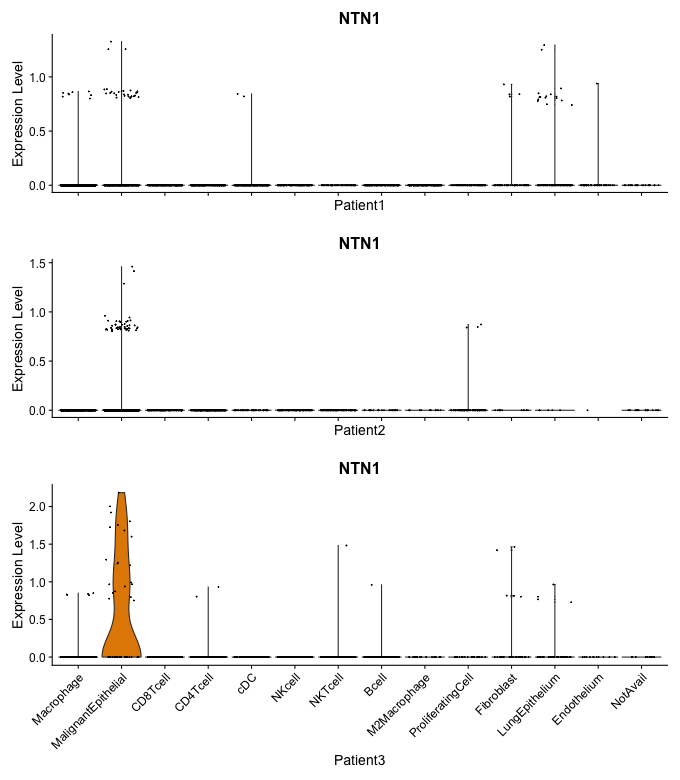 NTN1
Expression Level
1.0
0.5
0.0
Patient1
NTN1
Expression Level
1.5
1.0
0.5
0.0
Patient2
NTN1
Expression Level
2.0
1.5
1.0
0.5
0.0
Macrophage
MalignantEpithelial
CD8Tcell
CD4Tcell
cDC
NKcell
NKTcell
Bcell
M2Macrophage
ProliferatingCell
Fibroblast
LungEpithelium
Endothelium
NotAvail
Patient3